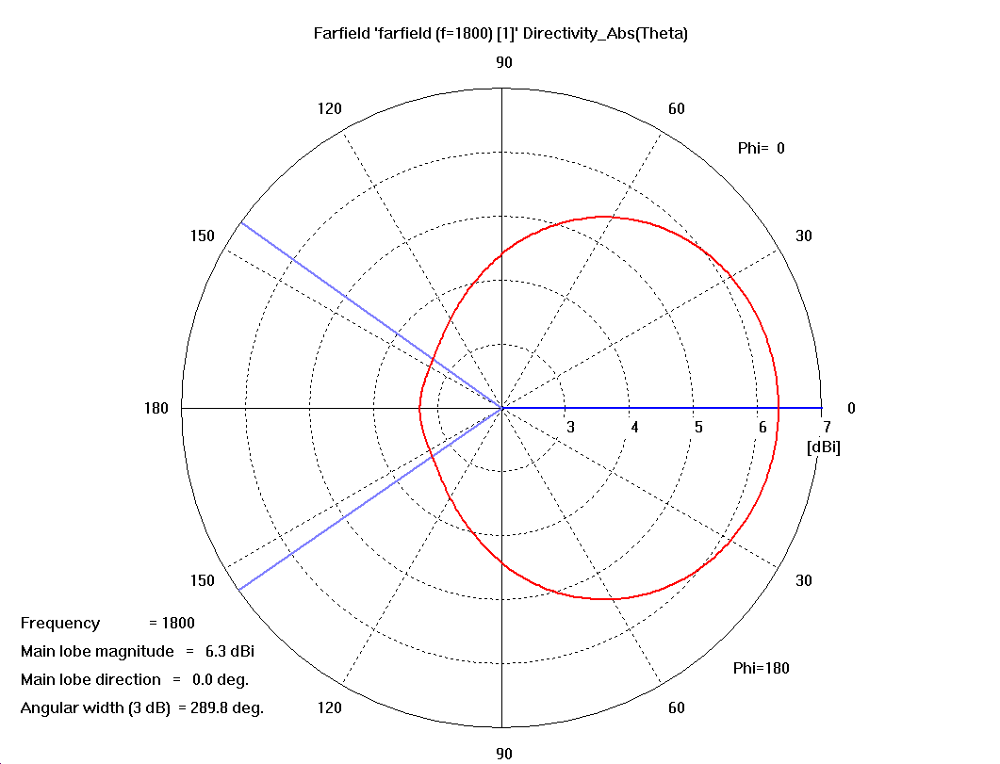 Farfield 'farfield (f=1800) [1]' Directivity_Abs(Theta)
90
120
60
Phi= 0
150
30
180
0
3 4 5 6 7
[dBi]
150
30
Frequency = 1800
Main lobe magnitude = 6.3 dBi
Phi=180
Main lobe direction = 0.0 deg.
Angular width (3 dB) = 289.8 deg.
120
60
90